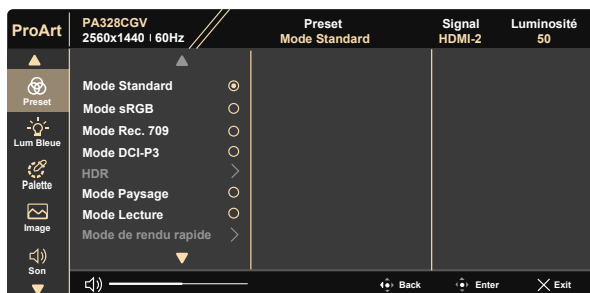 ProArt
PA328CGV
2560x1440 | 60Hz
Preset
Mode Standard
Signal
HDMI-2
Luminosité
50
Preset
Lum Bleue
Palette
Image
Son
Mode Standard
Mode sRGB
Mode Rec. 709
Mode DCI-P3
HDR
Mode Paysage
Mode Lecture
Mode de rendu rapide
Back
Enter
Exit